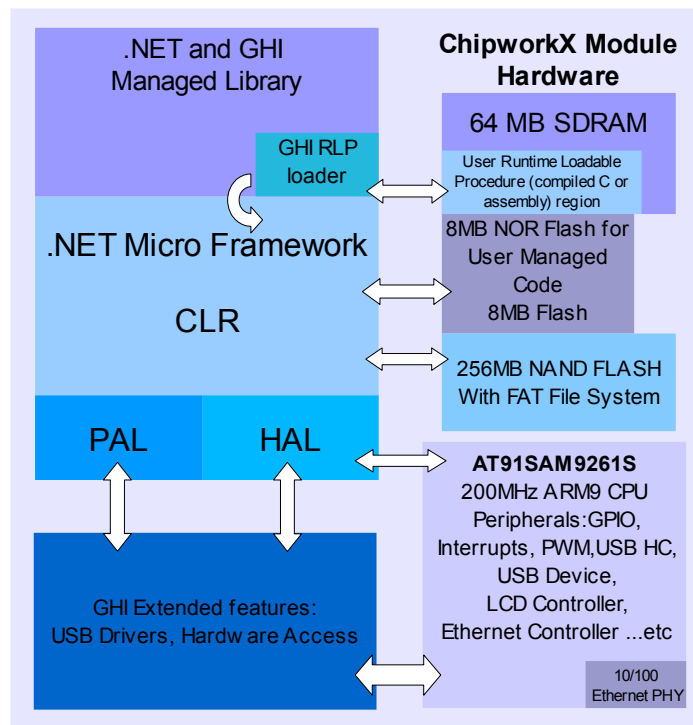 .NET and GHI
Managed Library
GHI RLP
loader
.NET Micro Framework
CLR
PAL
HAL
GHI Extended features:
USB Drivers, Hardware Access
ChipworkX Module
Hardware
64 MB SDRAM
User Runtime Loadable
Procedure (compiled C or
assembly) region
8MB NOR Flash for
User Managed
Code
8MB Flash
256MB NAND FLASH
With FAT File System
AT91SAM9261S
200MHz ARM9 CPU
Peripherals:GPIO,
Interrupts, PWM,USB HC,
USB Device,
LCD Controller,
Ethernet Controller ...etc
10/100
Ethernet PHY